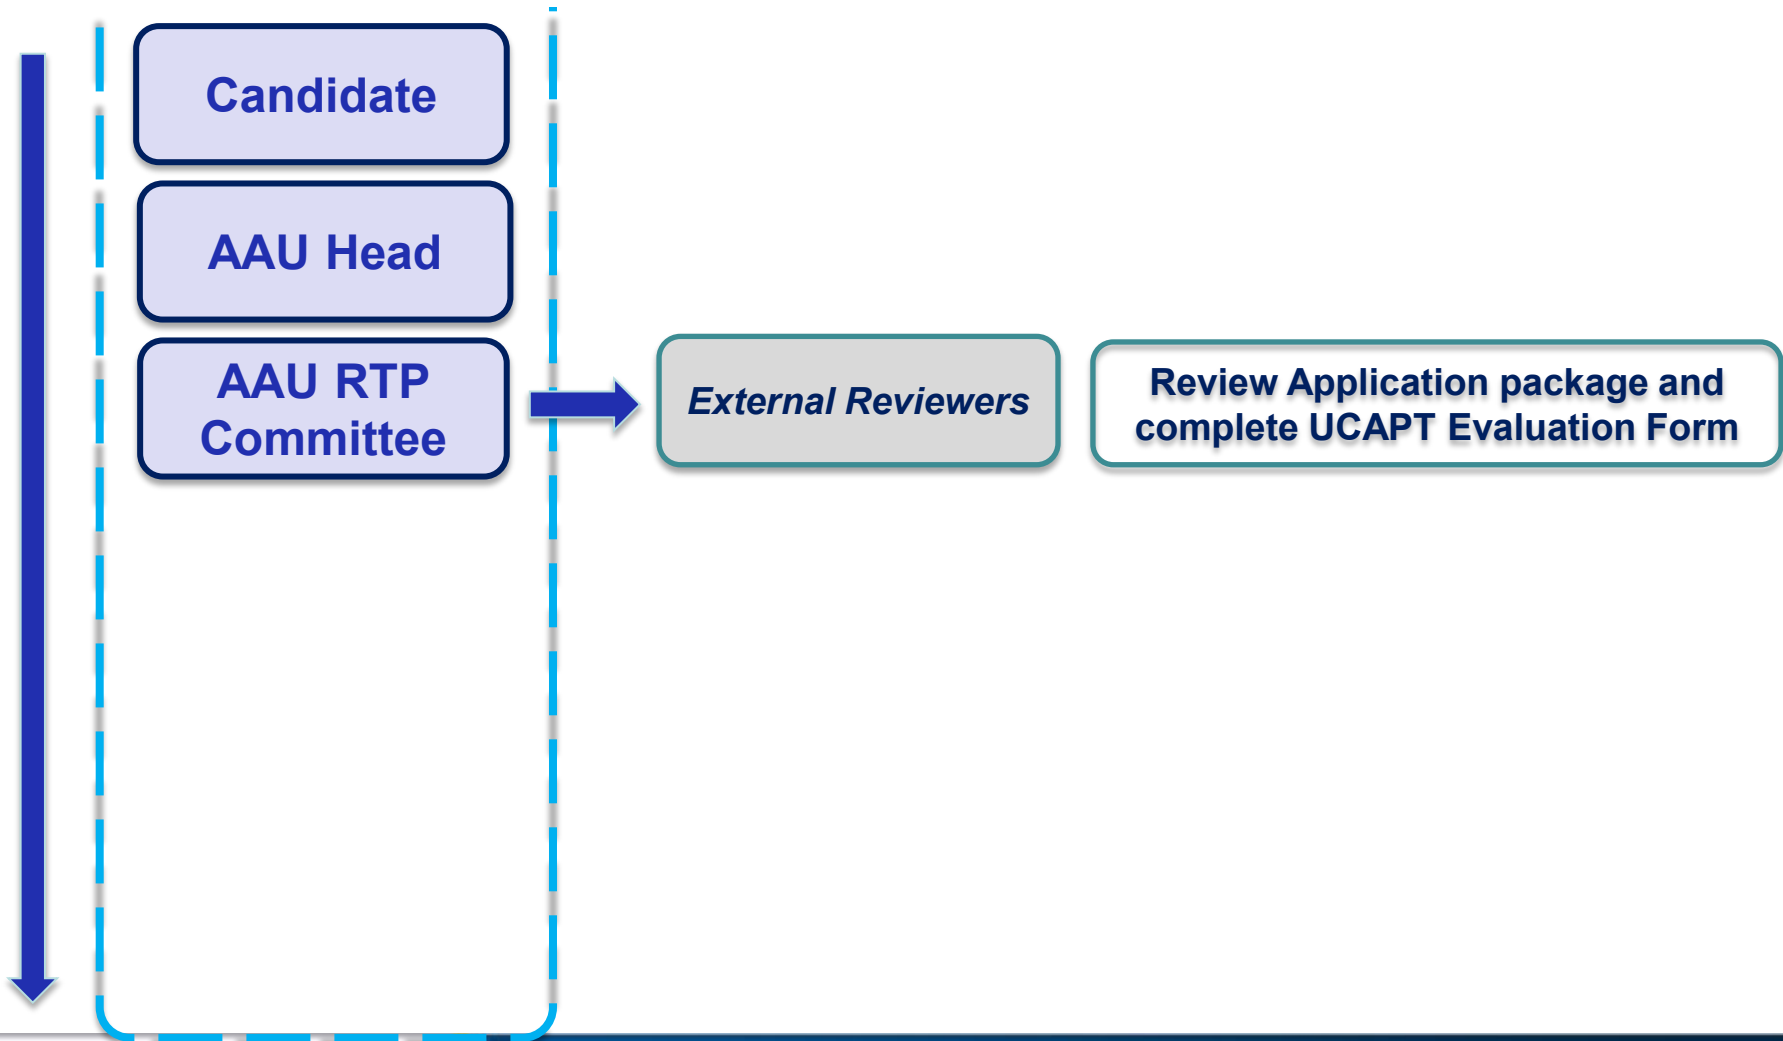 Candidate
AAU Head
AAU RTP
Committee
External Reviewers
Review Application package and
complete UCAPT Evaluation Form